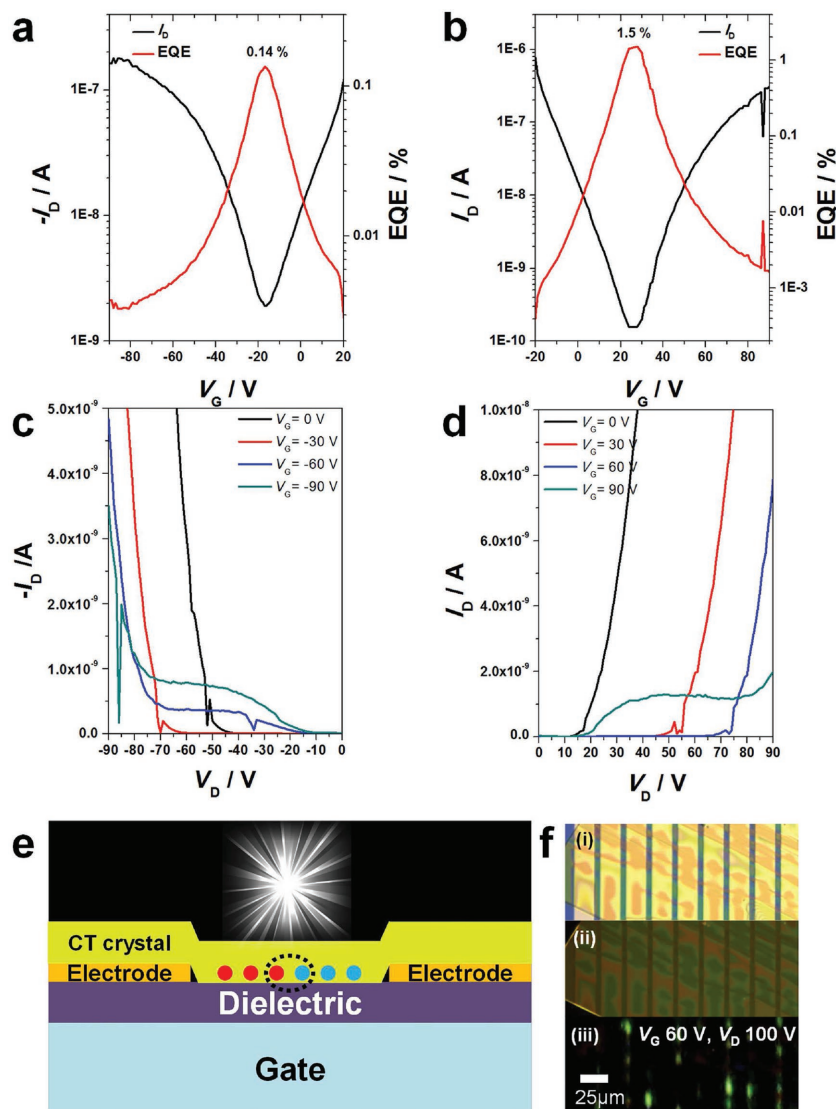 a
I_D
EQE
0.14 %
1E-7
1E-8
1E-9
-I_D / A
0.1
0.01
EQE / %
-80 -60 -40 -20 0 20
V_G / V
b
I_D
EQE
1.5 %
1E-6
1E-7
1E-8
1E-9
1E-10
I_D / A
1
0.1
0.01
1E-3
EQE / %
-20 0 20 40 60 80
V_G / V
c
V_G = 0 V
V_G = -30 V
V_G = -60 V
V_G = -90 V
5.0x10⁻⁹
4.0x10⁻⁹
3.0x10⁻⁹
2.0x10⁻⁹
1.0x10⁻⁹
0.0
-I_D /A
-90 -80 -70 -60 -50 -40 -30 -20 -10 0
V_D / V
d
V_G = 0 V
V_G = 30 V
V_G = 60 V
V_G = 90 V
1.0x10⁻⁸
8.0x10⁻⁹
6.0x10⁻⁹
4.0x10⁻⁹
2.0x10⁻⁹
0.0
I_D / A
0 10 20 30 40 50 60 70 80 90
V_D / V
e
CT crystal
Electrode Electrode
Dielectric
Gate
f
(i)
(ii)
(iii) V_G 60 V, V_D 100 V
25µm